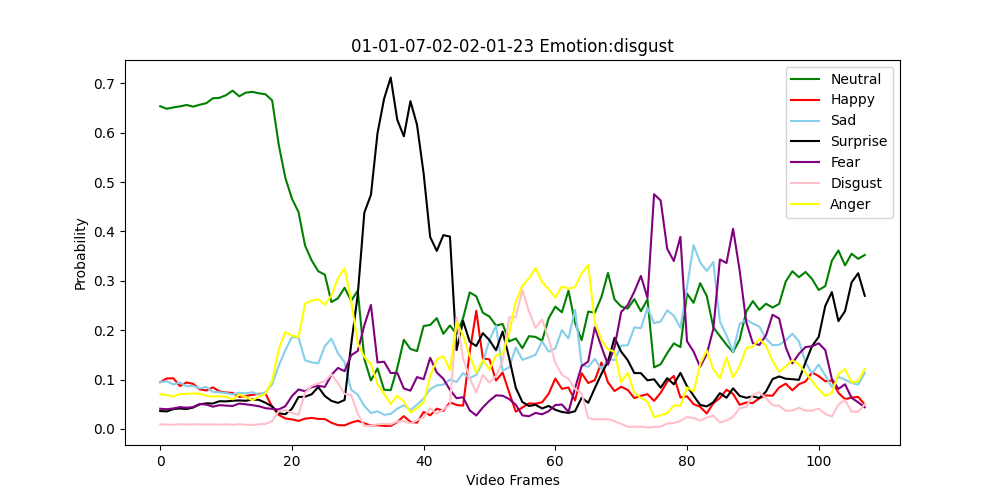 01-01-07-02-02-01-23 Emotion:disgust
Probability
0.7
0.6
0.5
0.4
0.3
0.2
0.1
0.0
Neutral
Happy
Sad
Surprise
Fear
Disgust
Anger
0 20 40 60 80 100
Video Frames